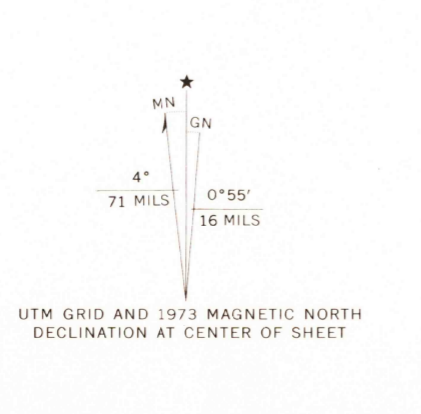 ★
MN
GN
4°
71 MILS
0°55′
16 MILS
UTM GRID AND 1973 MAGNETIC NORTH
DECLINATION AT CENTER OF SHEET